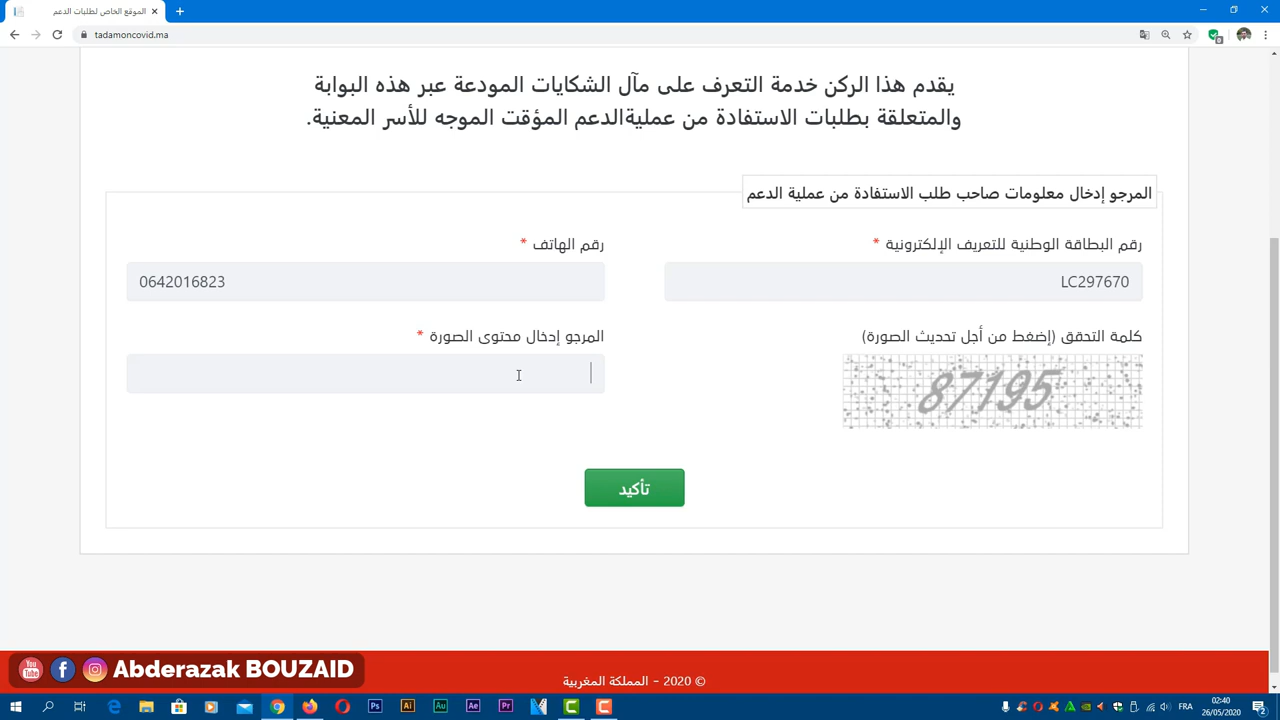 الموقع الخاص لطلبات الدعم
tadamoncovid.ma
يقدم هذا الركن خدمة التعرف على مآل الشكايات المودعة عبر هذه البوابة
والمتعلقة بطلبات الاستفادة من عمليةالدعم المؤقت الموجه للأسر المعنية.
المرجو إدخال معلومات صاحب طلب الاستفادة من عملية الدعم
رقم البطاقة الوطنية للتعريف الإلكترونية *
رقم الهاتف *
LC297670
0642016823
كلمة التحقق (إضغط من أجل تحديث الصورة)
المرجو إدخال محتوى الصورة *
87195
تأكيد
Abderazak BOUZAID
© 2020 - المملكة المغربية
FRA
02:40
26/05/2020